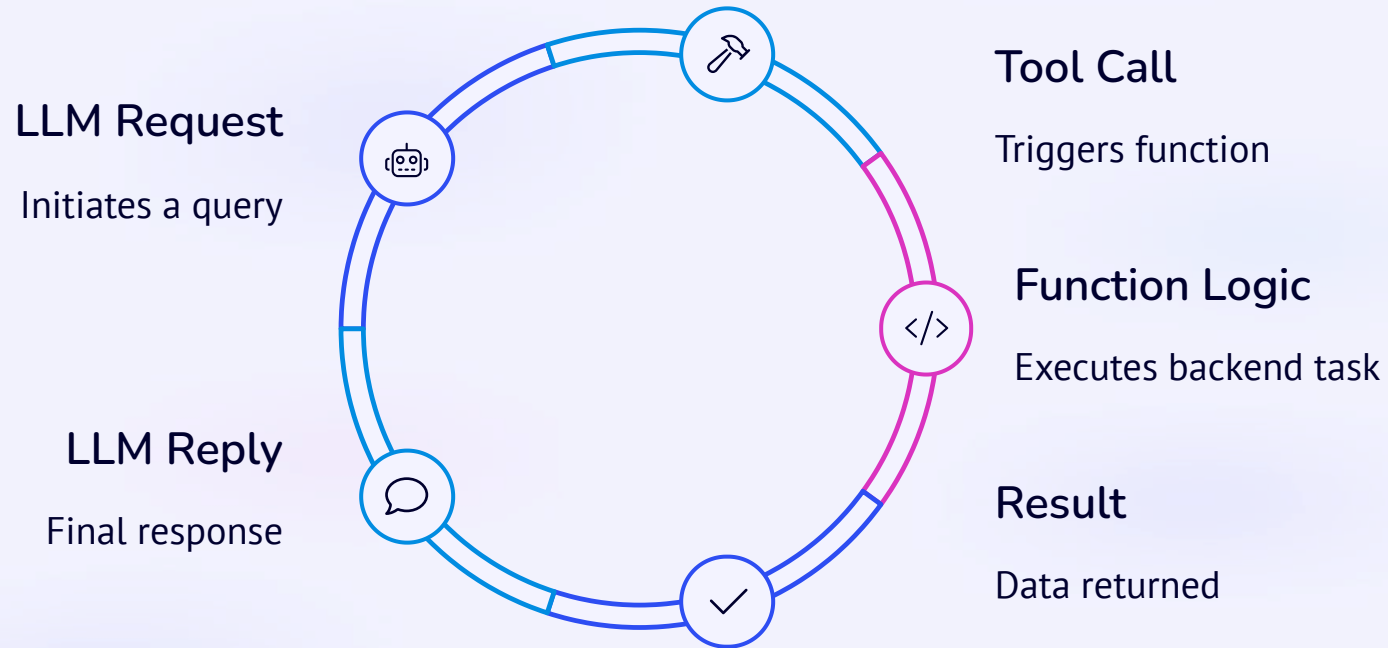 LLM Request
Initiates a query
Tool Call
Triggers function
Function Logic
Executes backend task
Result
Data returned
LLM Reply
Final response